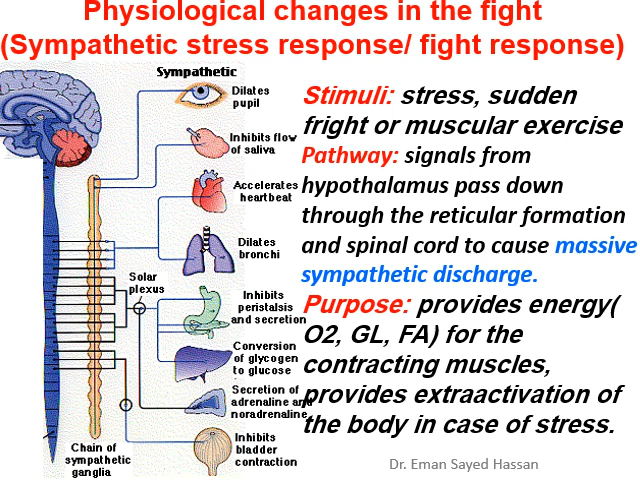 Physiological changes in the fight
(Sympathetic stress response/ fight response)
Sympathetic
Dilates
pupil
Inhibits flow
of saliva
Accelerates
heartbeat
Dilates
bronchi
Solar
plexus
Inhibits
peristalsis
and secretion
Conversion
of glycogen
to glucose
Secretion of
adrenaline and
noradrenaline
Inhibits
bladder
contraction
Chain of
sympathetic
ganglia
Stimuli: stress, sudden
fright or muscular exercise
Pathway: signals from
hypothalamus pass down
through the reticular formation
and spinal cord to cause massive
sympathetic discharge.
Purpose: provides energy(
O2, GL, FA) for the
contracting muscles,
provides extraactivation of
the body in case of stress.
Dr. Eman Sayed Hassan